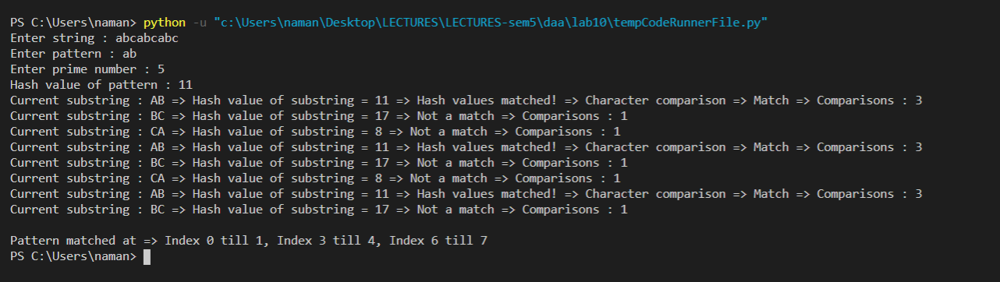 PS C:\Users\naman> python -u "c:\Users\naman\Desktop\LECTURES\LECTURES-sem5\daa\lab10\tempCodeRunnerFile.py"
Enter string : abcabcabc
Enter pattern : ab
Enter prime number : 5
Hash value of pattern : 11
Current substring : AB => Hash value of substring = 11 => Hash values matched! => Character comparison => Match => Comparisons : 3
Current substring : BC => Hash value of substring = 17 => Not a match => Comparisons : 1
Current substring : CA => Hash value of substring = 8 => Not a match => Comparisons : 1
Current substring : AB => Hash value of substring = 11 => Hash values matched! => Character comparison => Match => Comparisons : 3
Current substring : BC => Hash value of substring = 17 => Not a match => Comparisons : 1
Current substring : CA => Hash value of substring = 8 => Not a match => Comparisons : 1
Current substring : AB => Hash value of substring = 11 => Hash values matched! => Character comparison => Match => Comparisons : 3
Current substring : BC => Hash value of substring = 17 => Not a match => Comparisons : 1
Pattern matched at => Index 0 till 1, Index 3 till 4, Index 6 till 7
PS C:\Users\naman>